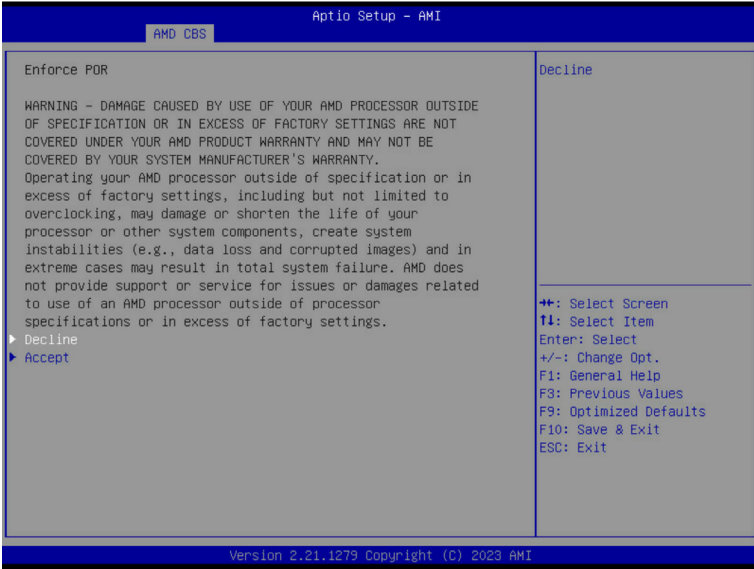 Aptio Setup – AMI
AMD CBS
Enforce POR
WARNING – DAMAGE CAUSED BY USE OF YOUR AMD PROCESSOR OUTSIDE
OF SPECIFICATION OR IN EXCESS OF FACTORY SETTINGS ARE NOT
COVERED UNDER YOUR AMD PRODUCT WARRANTY AND MAY NOT BE
COVERED BY YOUR SYSTEM MANUFACTURER'S WARRANTY.
Operating your AMD processor outside of specification or in
excess of factory settings, including but not limited to
overclocking, may damage or shorten the life of your
processor or other system components, create system
instabilities (e.g., data loss and corrupted images) and in
extreme cases may result in total system failure. AMD does
not provide support or service for issues or damages related
to use of an AMD processor outside of processor
specifications or in excess of factory settings.
Decline
Accept
Decline
→←: Select Screen
↑↓: Select Item
Enter: Select
+/-: Change Opt.
F1: General Help
F3: Previous Values
F9: Optimized Defaults
F10: Save & Exit
ESC: Exit
Version 2.21.1279 Copyright (C) 2023 AMI